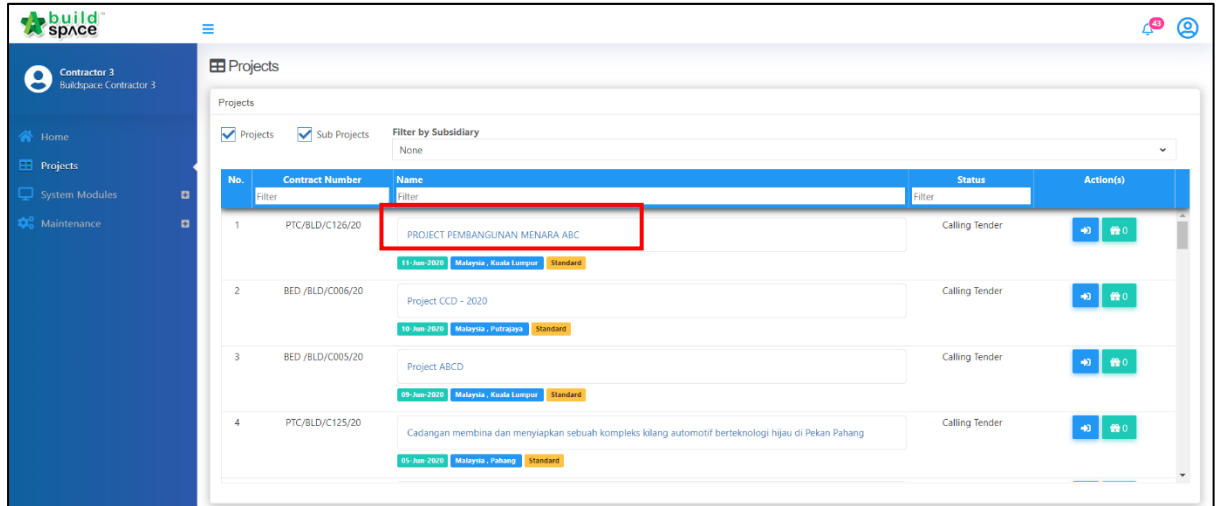 build
spʌce
43
Contractor 3
Buildspace Contractor 3
Home
Projects
System Modules
Maintenance
Projects
Projects
Projects Sub Projects
Filter by Subsidiary
None
No. Contract Number Name Status Action(s)
Filter Filter Filter
1 PTC/BLD/C126/20 PROJECT PEMBANGUNAN MENARA ABC Calling Tender 0
11-Jun-2020 Malaysia , Kuala Lumpur Standard
2 BED /BLD/C006/20 Project CCD - 2020 Calling Tender 0
10-Jun-2020 Malaysia , Putrajaya Standard
3 BED /BLD/C005/20 Project ABCD Calling Tender 0
09-Jun-2020 Malaysia , Kuala Lumpur Standard
4 PTC/BLD/C125/20 Cadangan membina dan menyiapkan sebuah kompleks kilang automotif berteknologi hijau di Pekan Pahang Calling Tender 0
05-Jun-2020 Malaysia , Pahang Standard